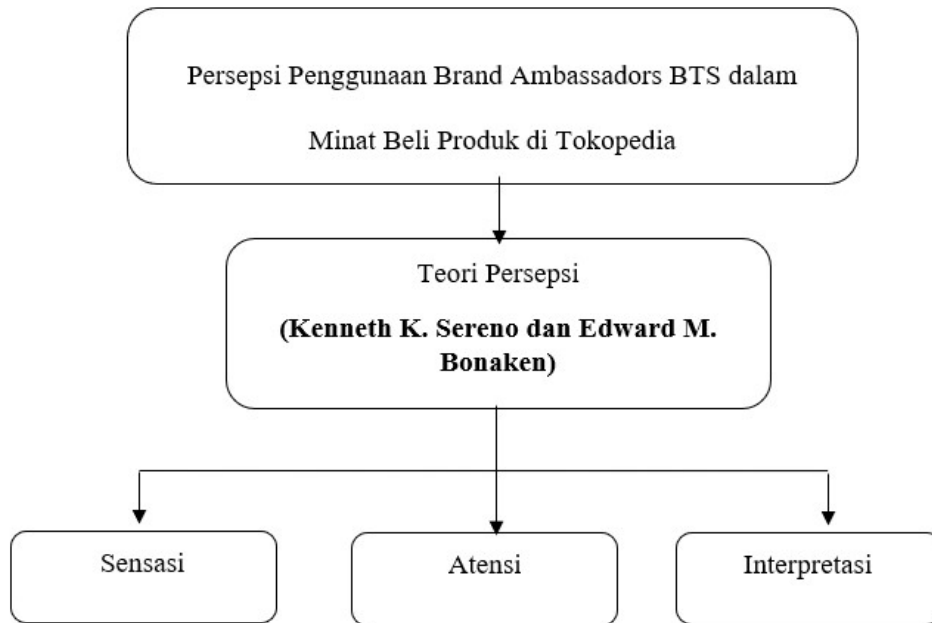 Persepsi Penggunaan Brand Ambassadors BTS dalam
Minat Beli Produk di Tokopedia
Teori Persepsi
(Kenneth K. Sereno dan Edward M.
Bonaken)
Sensasi
Atensi
Interpretasi